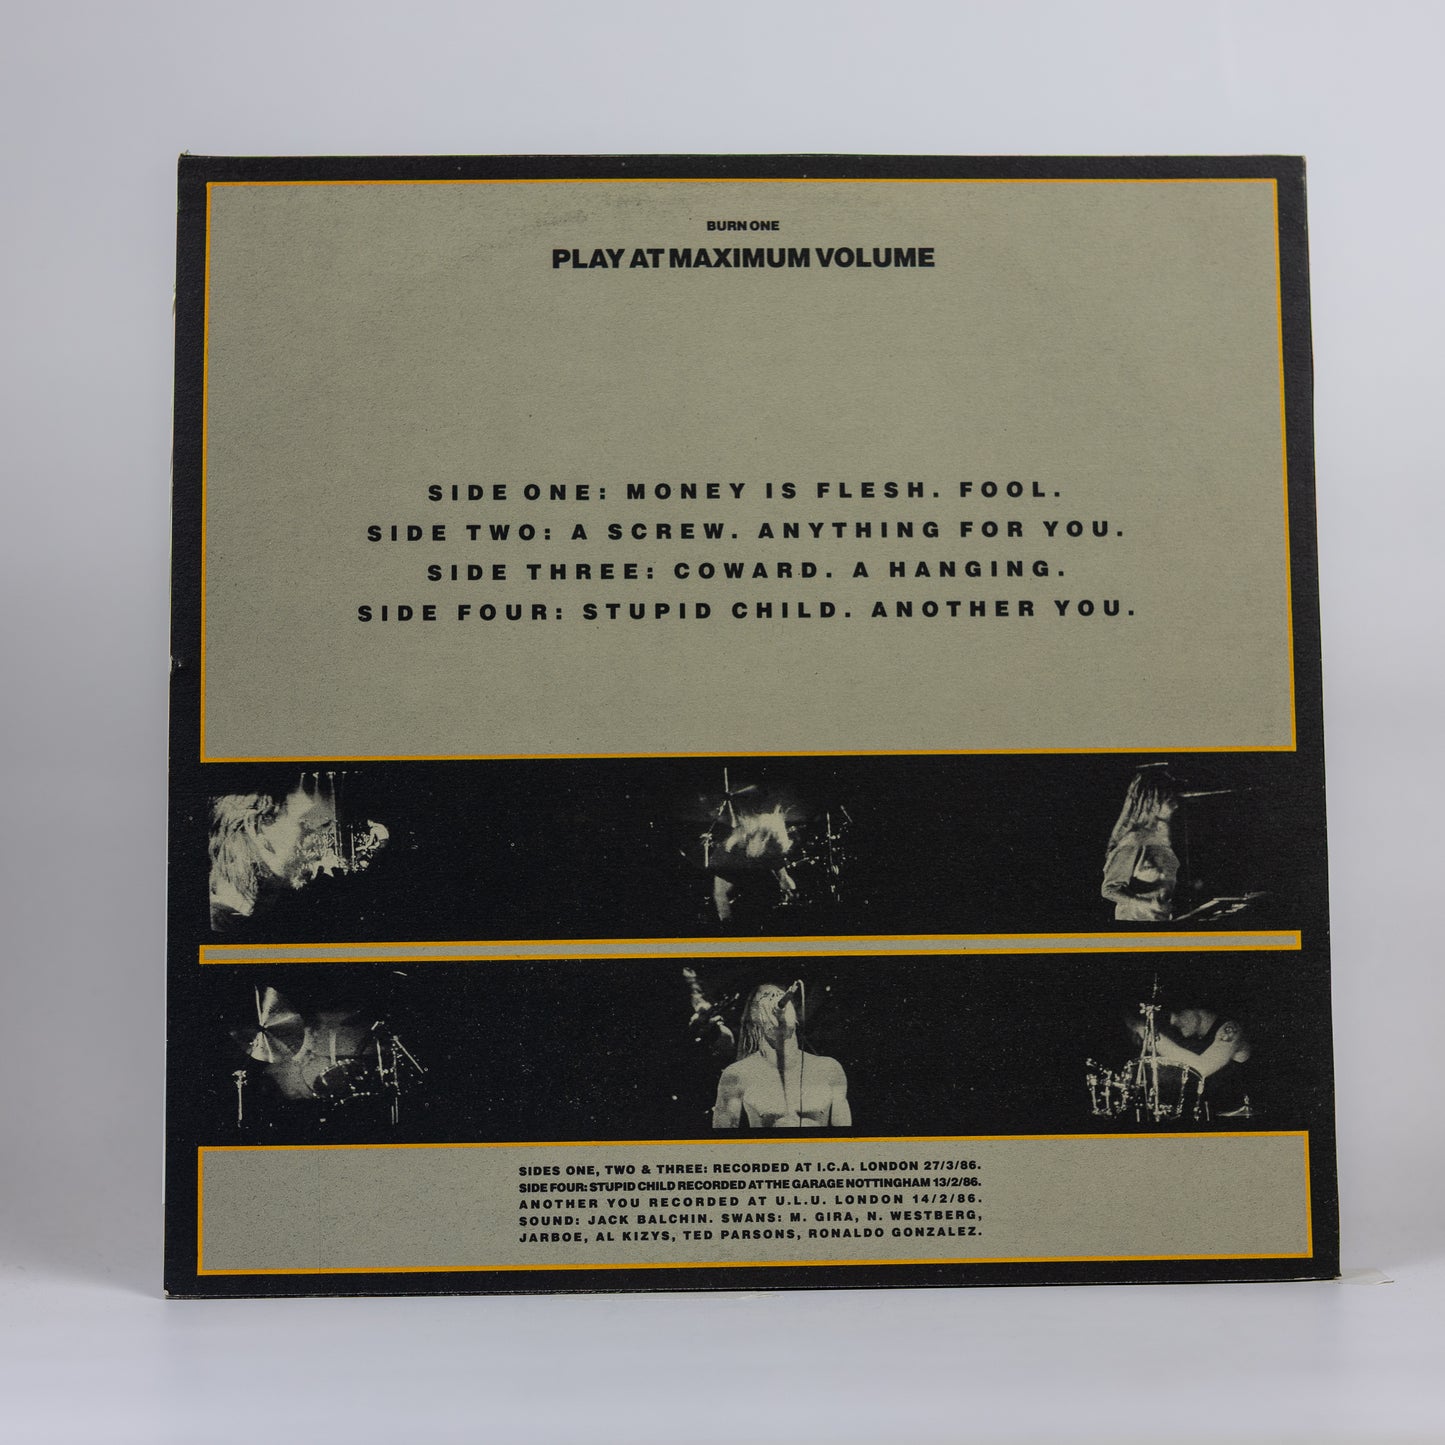 BURN ONE
PLAY AT MAXIMUM VOLUME
SIDE ONE: MONEY IS FLESH. FOOL.
SIDE TWO: A SCREW. ANYTHING FOR YOU.
SIDE THREE: COWARD. A HANGING.
SIDE FOUR: STUPID CHILD. ANOTHER YOU.
SIDES ONE, TWO & THREE: RECORDED AT I.C.A. LONDON 27/3/86.
SIDE FOUR: STUPID CHILD RECORDED AT THE GARAGE NOTTINGHAM 13/2/86.
ANOTHER YOU RECORDED AT U.L.U. LONDON 14/2/86.
SOUND: JACK BALCHIN. SWANS: M. GIRA, N. WESTBERG,
JARBOE, AL KIZYS, TED PARSONS, RONALDO GONZALEZ.